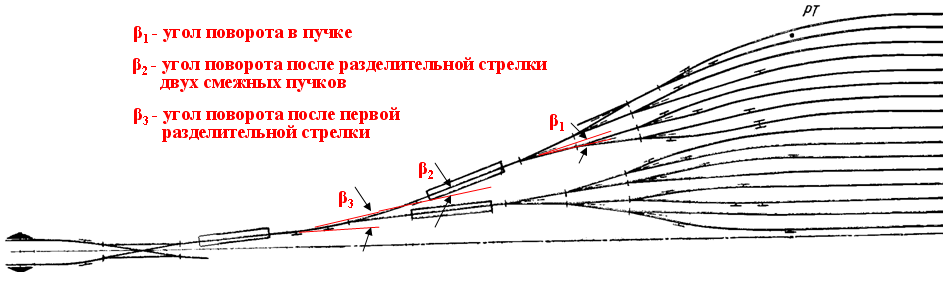 РТ
β1 - угол поворота в пучке
β2 - угол поворота после разделительной стрелки
двух смежных пучков
β3 - угол поворота после первой
разделительной стрелки
β1
β2
β3